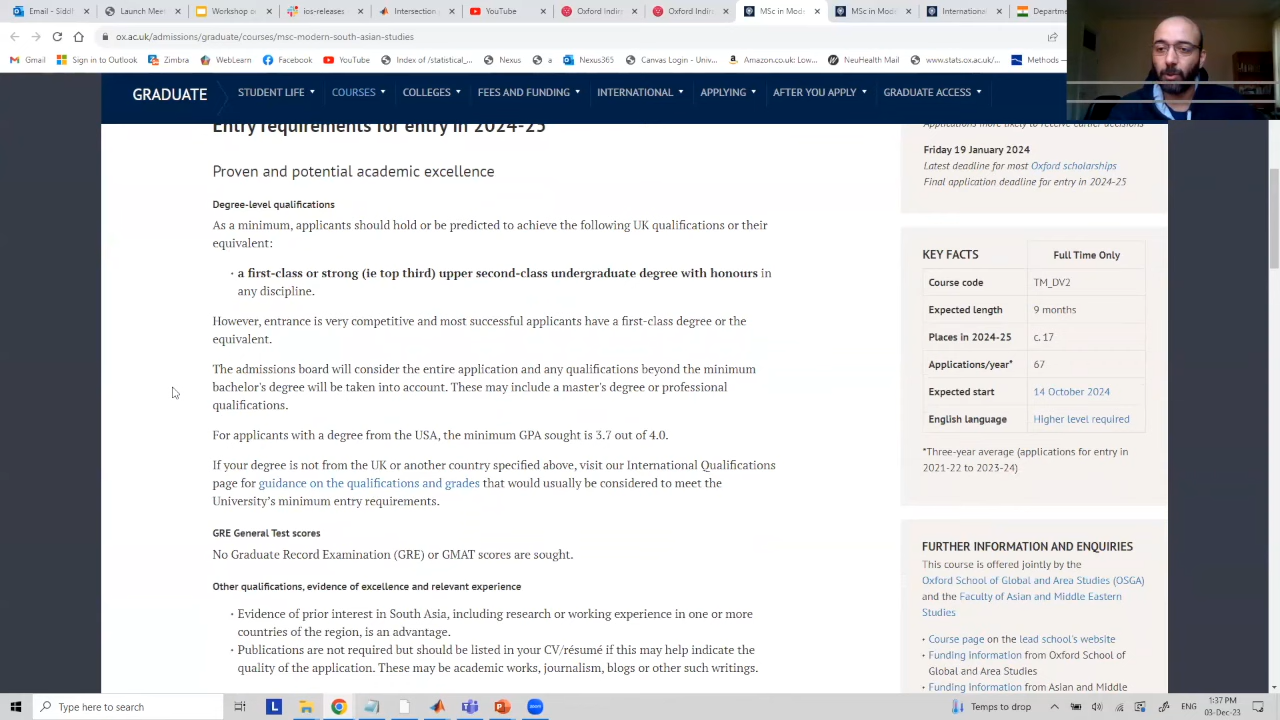 Email - Siddl
Launch Meet
Workshop o
ios-releases
Intersection
YouTube
Oxford Indig
Oxford Indig
MSc in Mode
MSc in Mode
International
Departme
ox.ac.uk/admissions/graduate/courses/msc-modern-south-asian-studies
Gmail
Sign in to Outlook
Zimbra
WebLearn
Facebook
YouTube
Index of /statistical_...
Nexus
a
Nexus365
Canvas Login - Univ...
Amazon.co.uk: Low...
NeuHealth Mail
www.stats.ox.ac.uk/...
Methods
GRADUATE
STUDENT LIFE
COURSES
COLLEGES
FEES AND FUNDING
INTERNATIONAL
APPLYING
AFTER YOU APPLY
GRADUATE ACCESS
Entry requirements for entry in 2024-25
Proven and potential academic excellence
Degree-level qualifications
As a minimum, applicants should hold or be predicted to achieve the following UK qualifications or their
equivalent:
· a first-class or strong (ie top third) upper second-class undergraduate degree with honours in
any discipline.
However, entrance is very competitive and most successful applicants have a first-class degree or the
equivalent.
The admissions board will consider the entire application and any qualifications beyond the minimum
bachelor's degree will be taken into account. These may include a master's degree or professional
qualifications.
For applicants with a degree from the USA, the minimum GPA sought is 3.7 out of 4.0.
If your degree is not from the UK or another country specified above, visit our International Qualifications
page for guidance on the qualifications and grades that would usually be considered to meet the
University's minimum entry requirements.
GRE General Test scores
No Graduate Record Examination (GRE) or GMAT scores are sought.
Other qualifications, evidence of excellence and relevant experience
· Evidence of prior interest in South Asia, including research or working experience in one or more
countries of the region, is an advantage.
· Publications are not required but should be listed in your CV/résumé if this may help indicate the
quality of the application. These may be academic works, journalism, blogs or other such writings.
Applications more likely to receive earlier decisions
Friday 19 January 2024
Latest deadline for most Oxford scholarships
Final application deadline for entry in 2024-25
KEY FACTS
Full Time Only
Course code
TM_DV2
Expected length
9 months
Places in 2024-25
c. 17
Applications/year*
67
Expected start
14 October 2024
English language
Higher level required
*Three-year average (applications for entry in
2021-22 to 2023-24)
FURTHER INFORMATION AND ENQUIRIES
This course is offered jointly by the
Oxford School of Global and Area Studies (OSGA)
and the Faculty of Asian and Middle Eastern
Studies
· Course page on the lead school's website
· Funding information from Oxford School of
Global and Area Studies
· Funding information from Asian and Middle
Type here to search
L
zoom
Temps to drop
1:37 PM
03-Dec-23